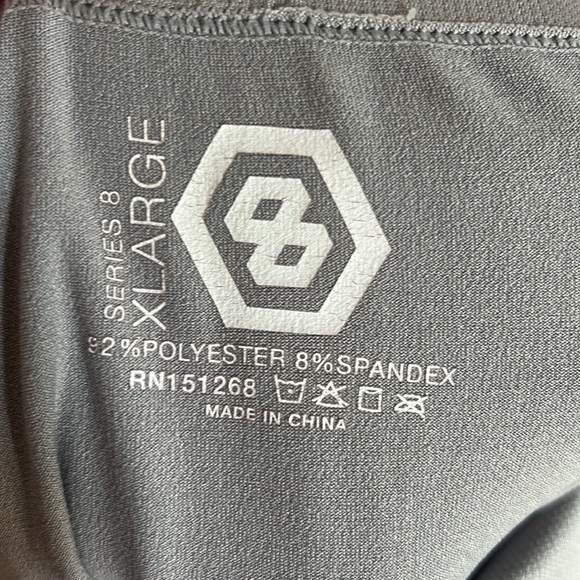 SERIES 8
XLARGE
92%POLYESTER 8%SPANDEX
RN151268
MADE IN CHINA